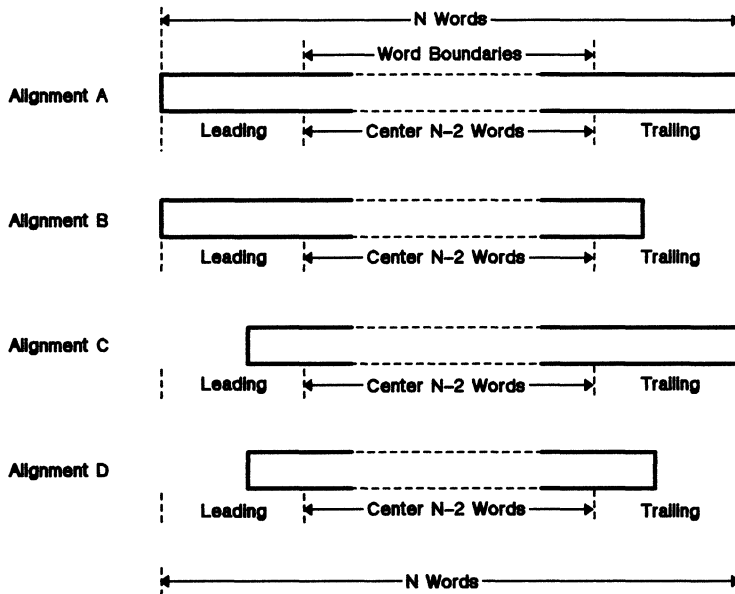 N Words
Word Boundaries
Alignment A
Leading Center N-2 Words Trailing
Alignment B
Leading Center N-2 Words Trailing
Alignment C
Leading Center N-2 Words Trailing
Alignment D
Leading Center N-2 Words Trailing
N Words